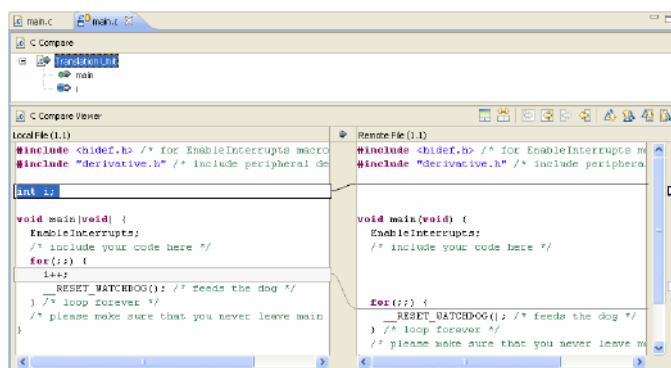 main.c
main.c
C Compare
Translation Unit
main
i
C Compare Viewer
Local File (1.1)
#include <hidef.h> /* for EnableInterrupts macro
#include "derivative.h" /* include peripheral de
int i;
void main(void) {
EnableInterrupts;
/* include your code here */
for(;;) {
i++;
__RESET_WATCHDOG(); /* feeds the dog */
} /* loop forever */
/* please make sure that you never leave main
}
Remote File (1.1)
#include <hidef.h> /* for EnableInterrupts m
#include "derivative.h" /* include periphera
void main(void) {
EnableInterrupts;
/* include your code here */
for(;;) {
__RESET_WATCHDOG(); /* feeds the dog */
} /* loop forever */
/* please make sure that you never leave m